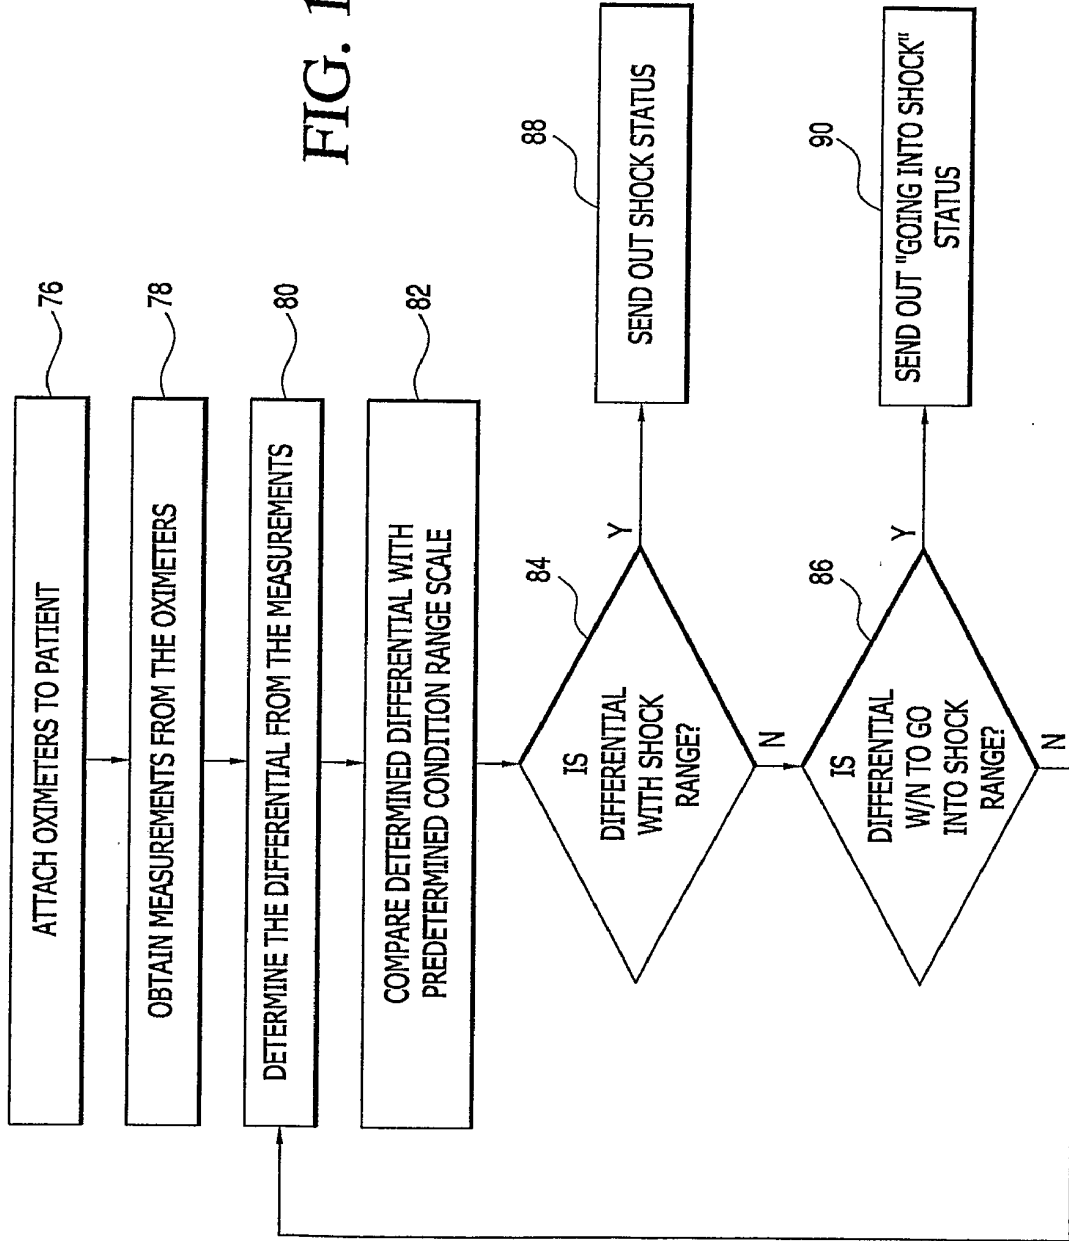 ATTACH OXIMETERS TO PATIENT
76
OBTAIN MEASUREMENTS FROM THE OXIMETERS
78
DETERMINE THE DIFFERENTIAL FROM THE MEASUREMENTS
80
COMPARE DETERMINED DIFFERENTIAL WITH
PREDETERMINED CONDITION RANGE SCALE
82
IS
DIFFERENTIAL
WITH SHOCK
RANGE?
84
Y
N
SEND OUT SHOCK STATUS
88
IS
DIFFERENTIAL
W/N TO GO
INTO SHOCK
RANGE?
86
Y
N
SEND OUT "GOING INTO SHOCK"
STATUS
90
FIG. 1